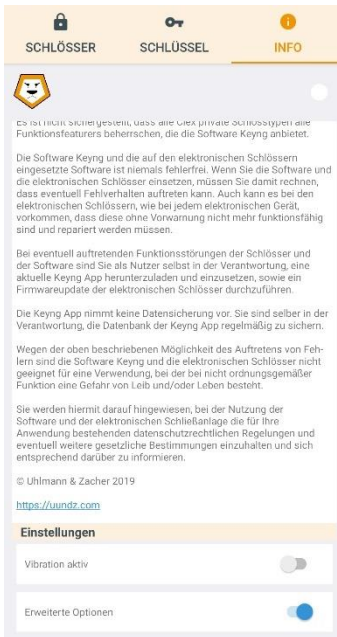 SCHLÖSSER SCHLÜSSEL INFO
Es ist nicht sichergestellt, dass alle Clex private Schlosstypen alle
Funktionsfeatures beherrschen, die die Software Keyng anbietet.
Die Software Keyng und die auf den elektronischen Schlössern
eingesetzte Software ist niemals fehlerfrei. Wenn Sie die Software und
die elektronischen Schlösser einsetzen, müssen Sie damit rechnen,
dass eventuell Fehlverhalten auftreten kann. Auch kann es bei den
elektronischen Schlössern, wie bei jedem elektronischen Gerät,
vorkommen, dass diese ohne Vorwarnung nicht mehr funktionsfähig
sind und repariert werden müssen.
Bei eventuell auftretenden Funktionsstörungen der Schlösser und
der Software sind Sie als Nutzer selbst in der Verantwortung, eine
aktuelle Keyng App herunterzuladen und einzusetzen, sowie ein
Firmwareupdate der elektronischen Schlösser durchzuführen.
Die Keyng App nimmt keine Datensicherung vor. Sie sind selber in der
Verantwortung, die Datenbank der Keyng App regelmäßig zu sichern.
Wegen der oben beschriebenen Möglichkeit des Auftretens von Feh-
lern sind die Software Keyng und die elektronischen Schlösser nicht
geeignet für eine Verwendung, bei der bei nicht ordnungsgemäßer
Funktion eine Gefahr von Leib und/oder Leben besteht.
Sie werden hiermit darauf hingewiesen, bei der Nutzung der
Software und der elektronischen Schließanlage die für Ihre
Anwendung bestehenden datenschutzrechtlichen Regelungen und
eventuell weitere gesetzliche Bestimmungen einzuhalten und sich
entsprechend darüber zu informieren.
© Uhlmann & Zacher 2019
https://uundz.com
Einstellungen
Vibration aktiv
Erweiterte Optionen